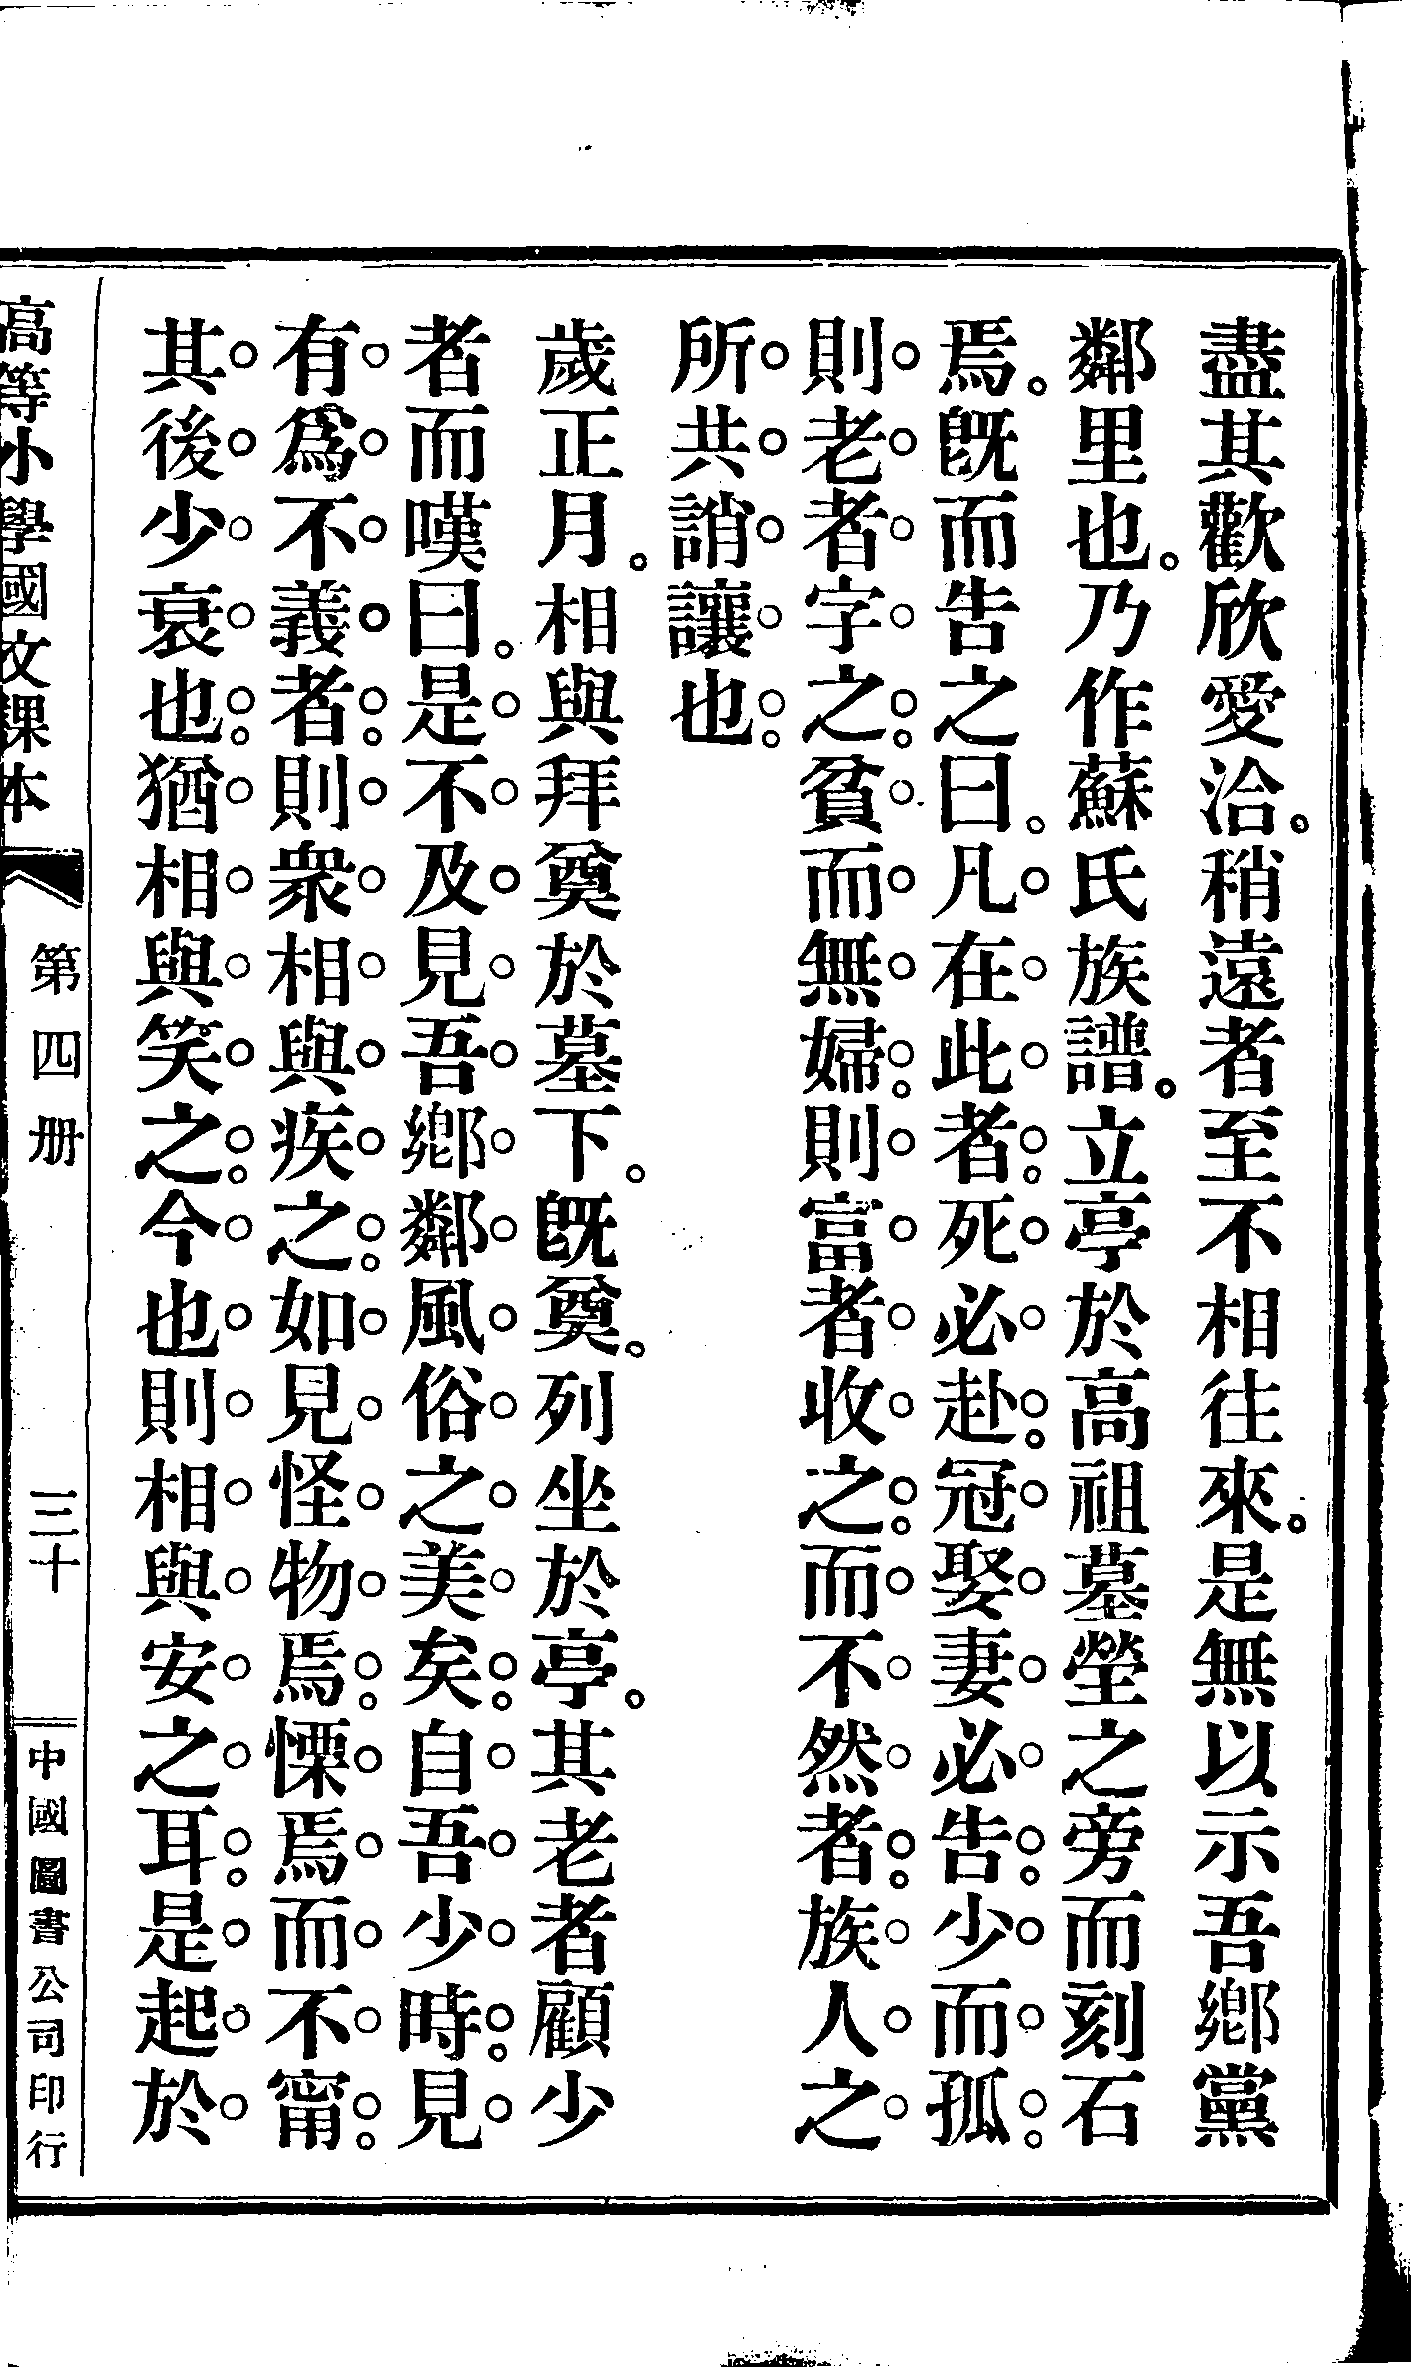 盡其歡欣愛洽。稍遠者至不相往來。是無以示吾鄉黨
鄰里也。乃作蘇氏族譜。立亭於高祖墓塋之旁而刻石
焉。既而告之曰。凡在此者。死必赴。冠娶妻必告。少而孤。
則老者字之。貧而無婦。則富者收之。而不然者。族人之
所共誚讓也。
歲正月。相與拜奠於墓下。既奠。列坐於亭。其老者顧少
者而嘆曰。是不及見吾鄉鄰風俗之美矣。自吾少時。見
有爲不義者。則衆相與疾之。如見怪物焉。慄焉而不甯。
其後少衰也。猶相與笑之。今也則相與安之耳。是起於
高等小學國文課本
第四册
三十
中國圖書公司印行